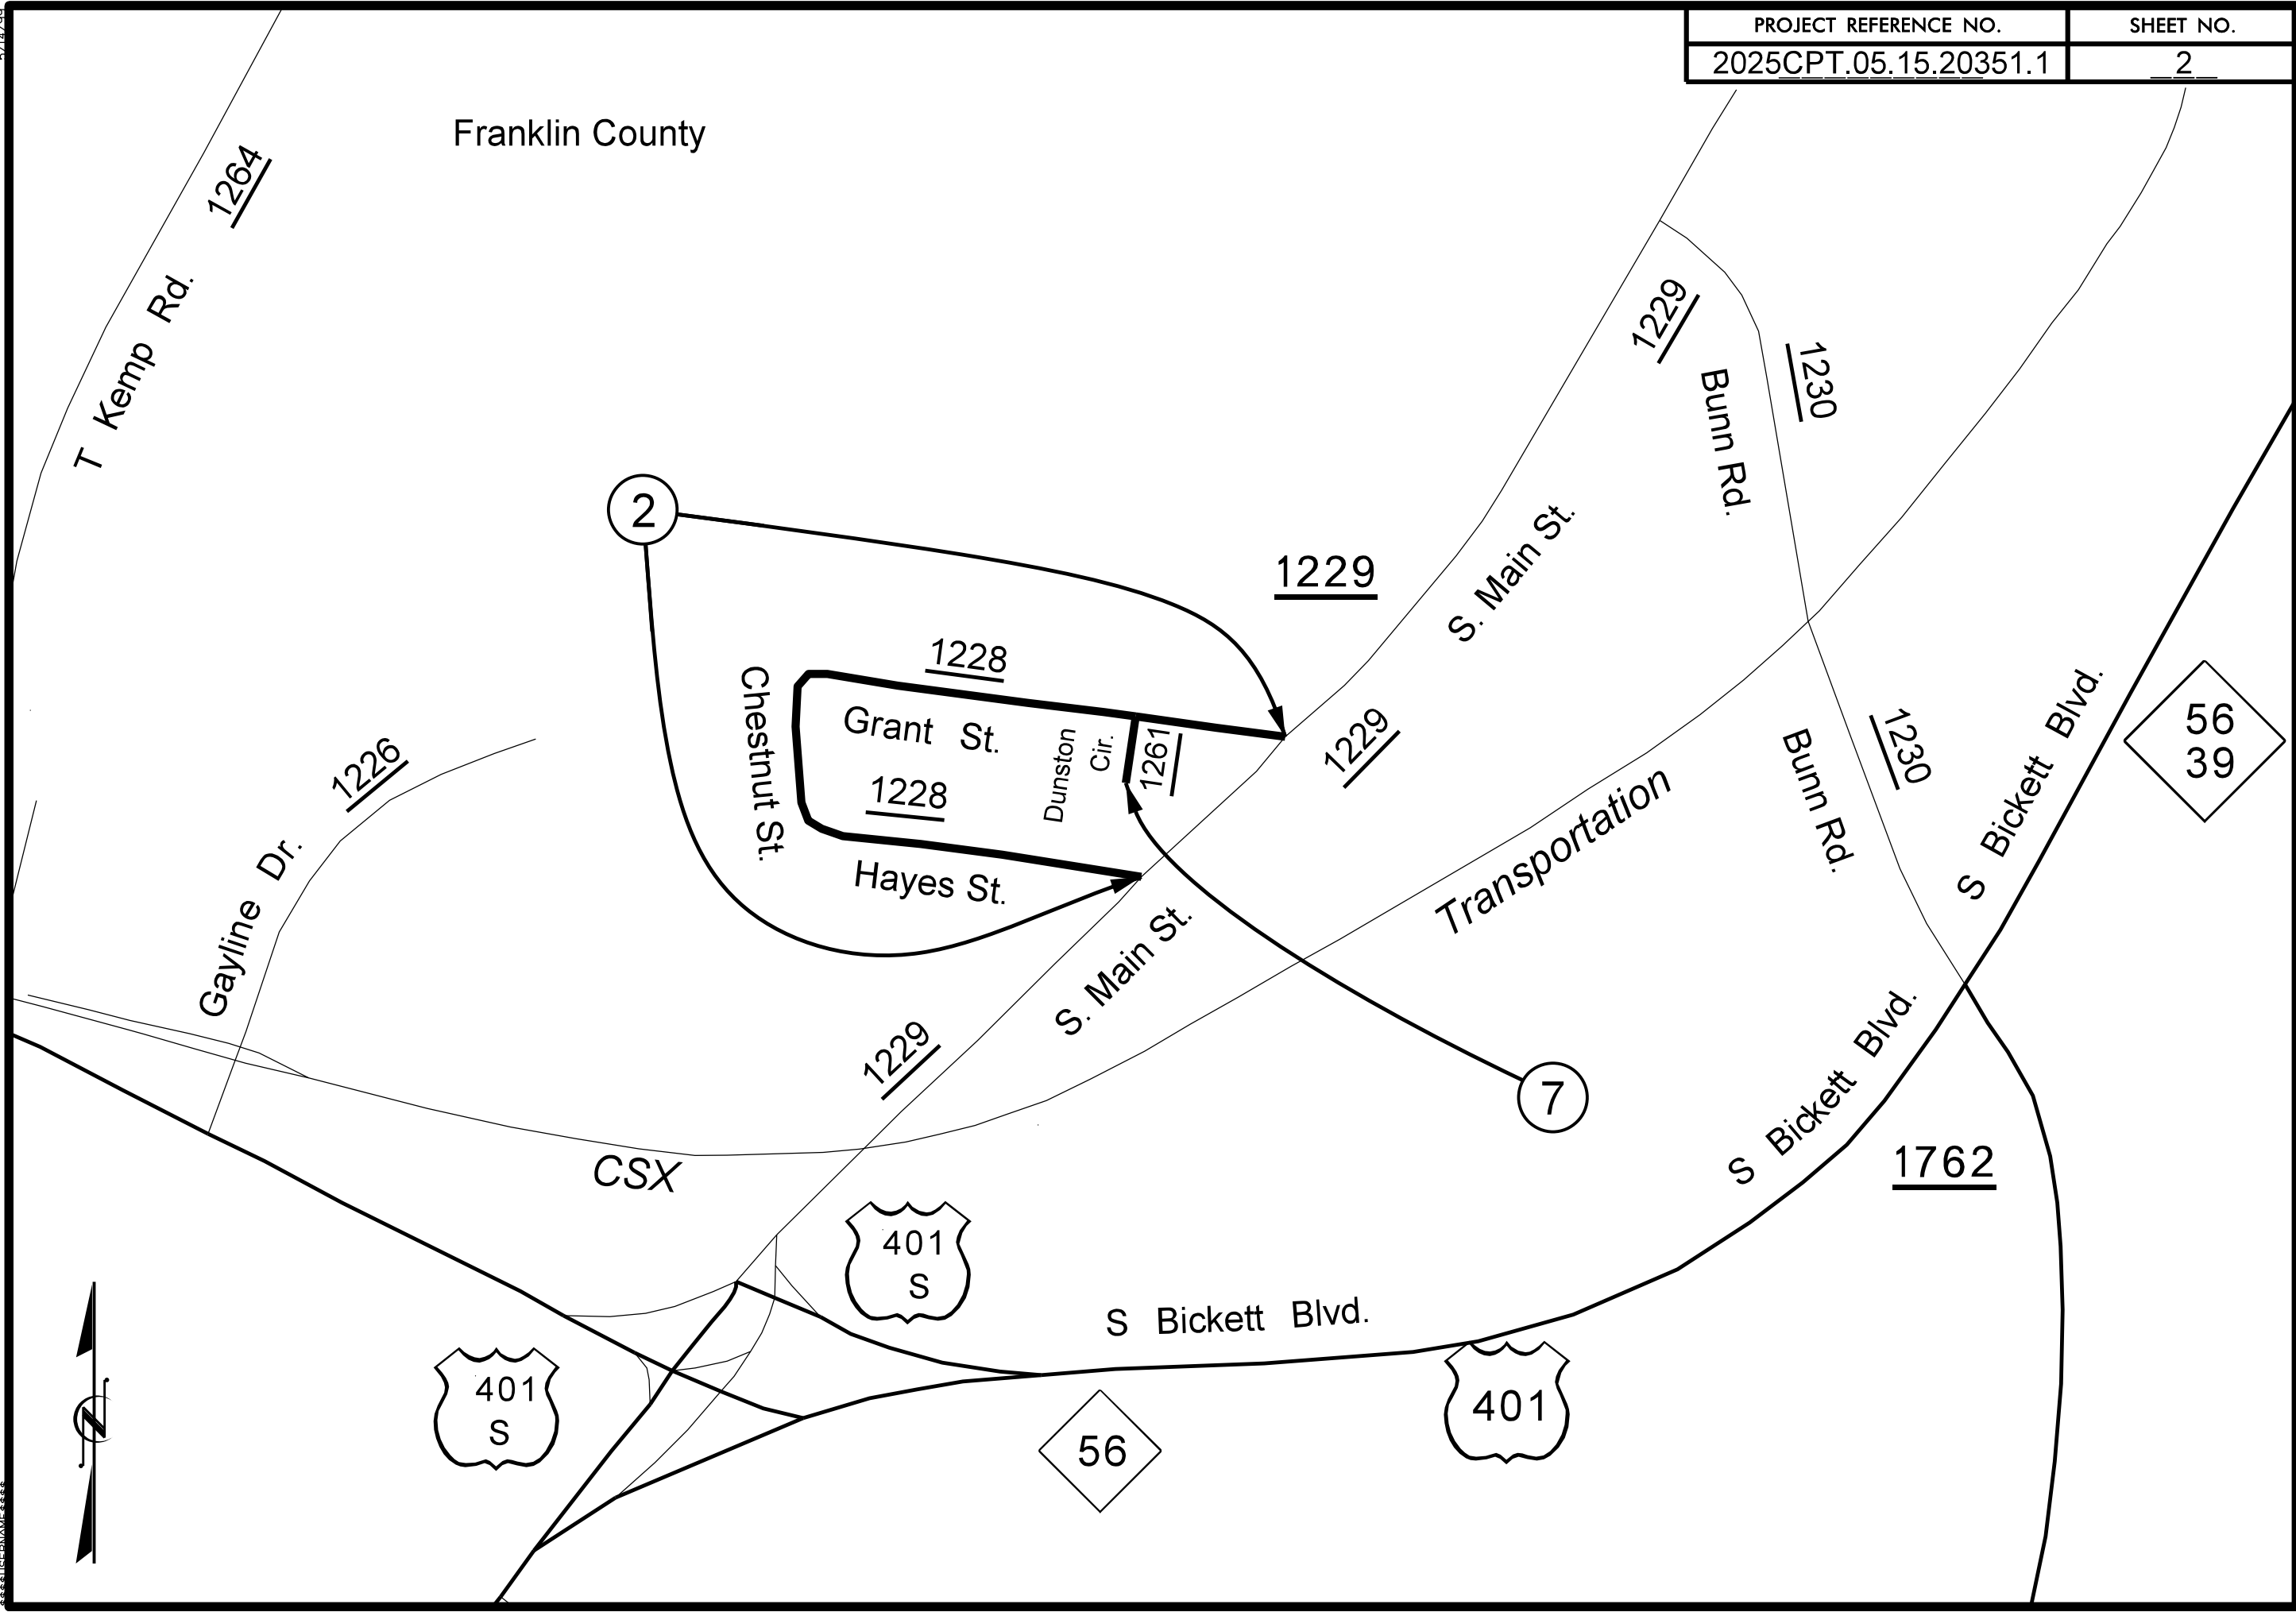 PROJECT REFERENCE NO.
SHEET NO.
2025CPT.05.15.20351.1
2
Franklin County
1264
T Kemp Rd.
1229
1230
Bunn Rd.
2
1229
S. Main St.
1228
Chestnut St.
Grant St.
Dunston
Cir.
1261
1229
1228
Hayes St.
1226
Gayline Dr.
Bunn Rd.
1230
S Bickett Blvd.
56
39
Transportation
S. Main St.
1229
7
S Bickett Blvd.
1762
CSX
401
S
S Bickett Blvd.
401
S
401
56
N